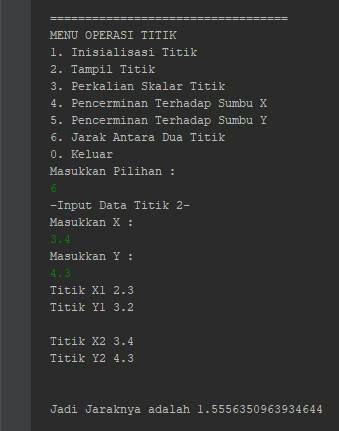 ==================================
MENU OPERASI TITIK
1. Inisialisasi Titik
2. Tampil Titik
3. Perkalian Skalar Titik
4. Pencerminan Terhadap Sumbu X
5. Pencerminan Terhadap Sumbu Y
6. Jarak Antara Dua Titik
0. Keluar
Masukkan Pilihan :
6
-Input Data Titik 2-
Masukkan X :
3.4
Masukkan Y :
4.3
Titik X1 2.3
Titik Y1 3.2
Titik X2 3.4
Titik Y2 4.3
Jadi Jaraknya adalah 1.5556350963934644